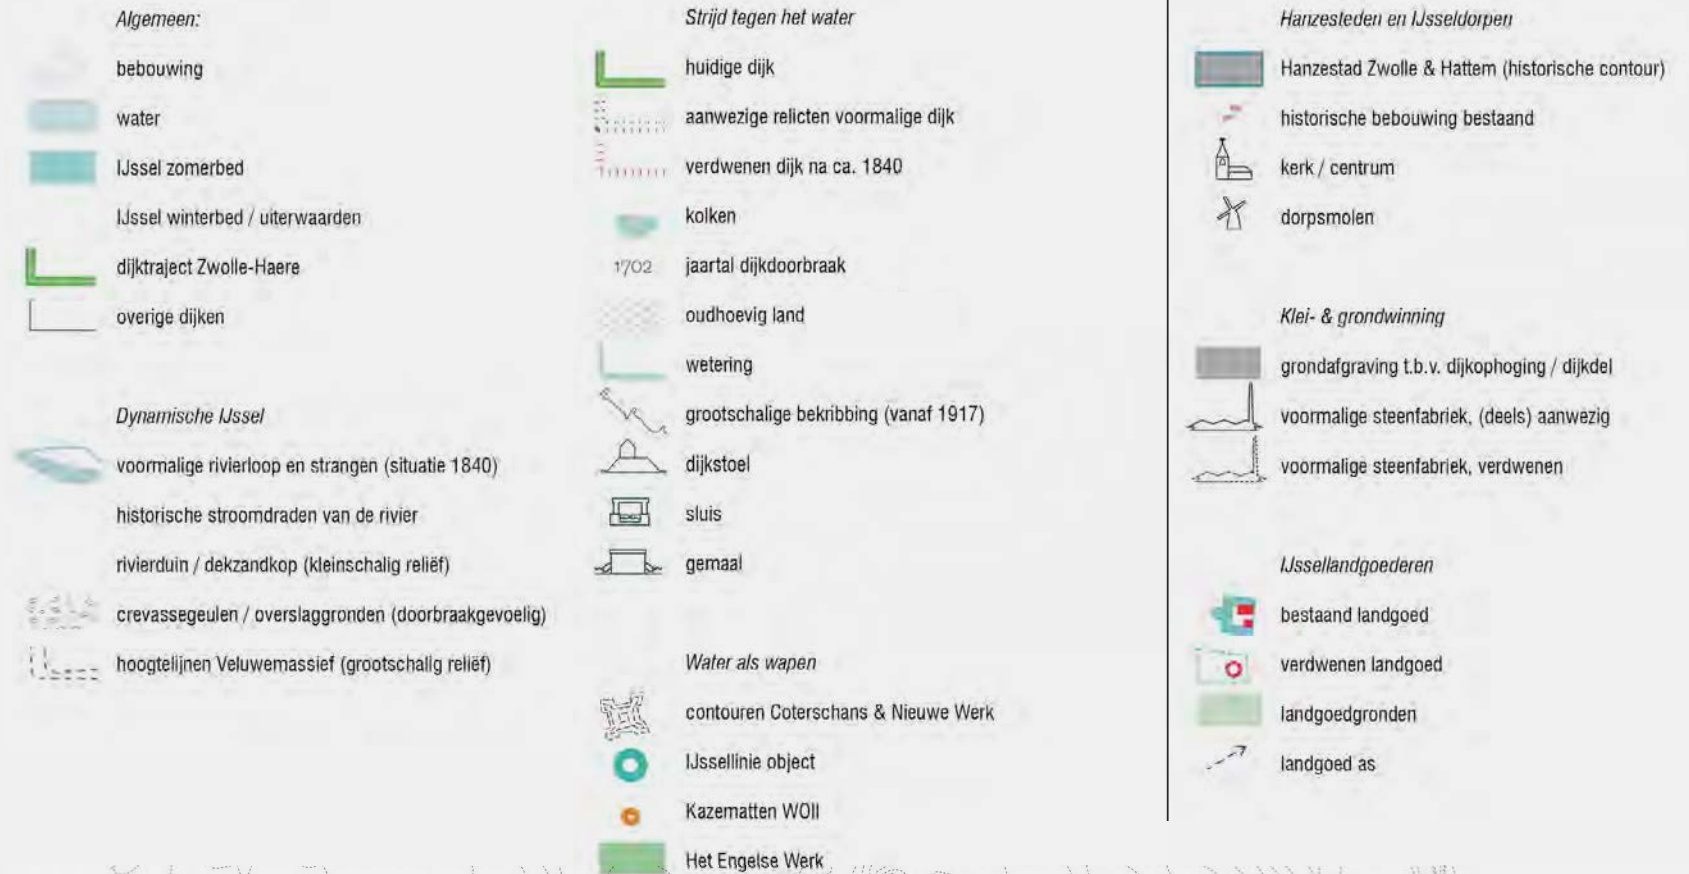 Algemeen:
bebouwing
water
IJssel zomerbed
IJssel winterbed / uiterwaarden
dijktraject Zwolle-Haere
overige dijken
Dynamische IJssel
voormalige rivierloop en strangen (situatie 1840)
historische stroomdraden van de rivier
rivierduin / dekzandkop (kleinschalig reliëf)
crevassegeulen / overslaggronden (doorbraakgevoelig)
hoogtelijnen Veluwemassief (grootschalig reliëf)
Strijd tegen het water
huidige dijk
aanwezige relicten voormalige dijk
verdwenen dijk na ca. 1840
kolken
1702 jaartal dijkdoorbraak
oudhoevig land
wetering
grootschalige bekribbing (vanaf 1917)
dijkstoel
sluis
gemaal
Water als wapen
contouren Coterschans & Nieuwe Werk
IJssellinie object
Kazematten WOII
Het Engelse Werk
Hanzesteden en IJsseldorpen
Hanzestad Zwolle & Hattem (historische contour)
historische bebouwing bestaand
kerk / centrum
dorpsmolen
Klei- & grondwinning
grondafgraving t.b.v. dijkophoging / dijkdel
voormalige steenfabriek, (deels) aanwezig
voormalige steenfabriek, verdwenen
IJssellandgoederen
bestaand landgoed
verdwenen landgoed
landgoedgronden
landgoed as